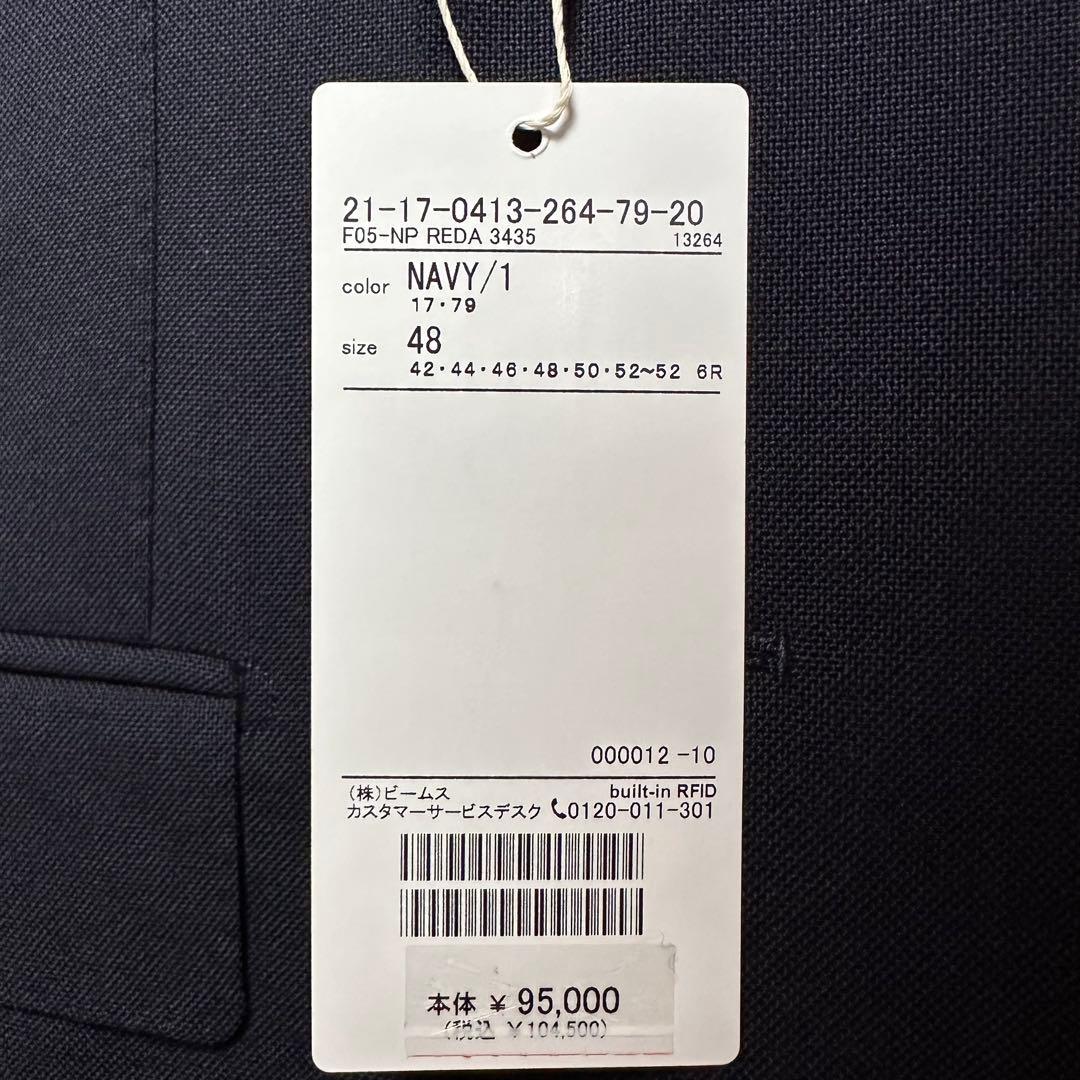 21-17-0413-264-79-20
F05-NP REDA 3435 13264
color NAVY/1
17・79
size 48
42・44・46・48・50・52~52 6R
000012 -10
(株)ビームス built-in RFID
カスタマーサービスデスク 0120-011-301
本体 ¥ 95,000
(税込 ¥104,500)